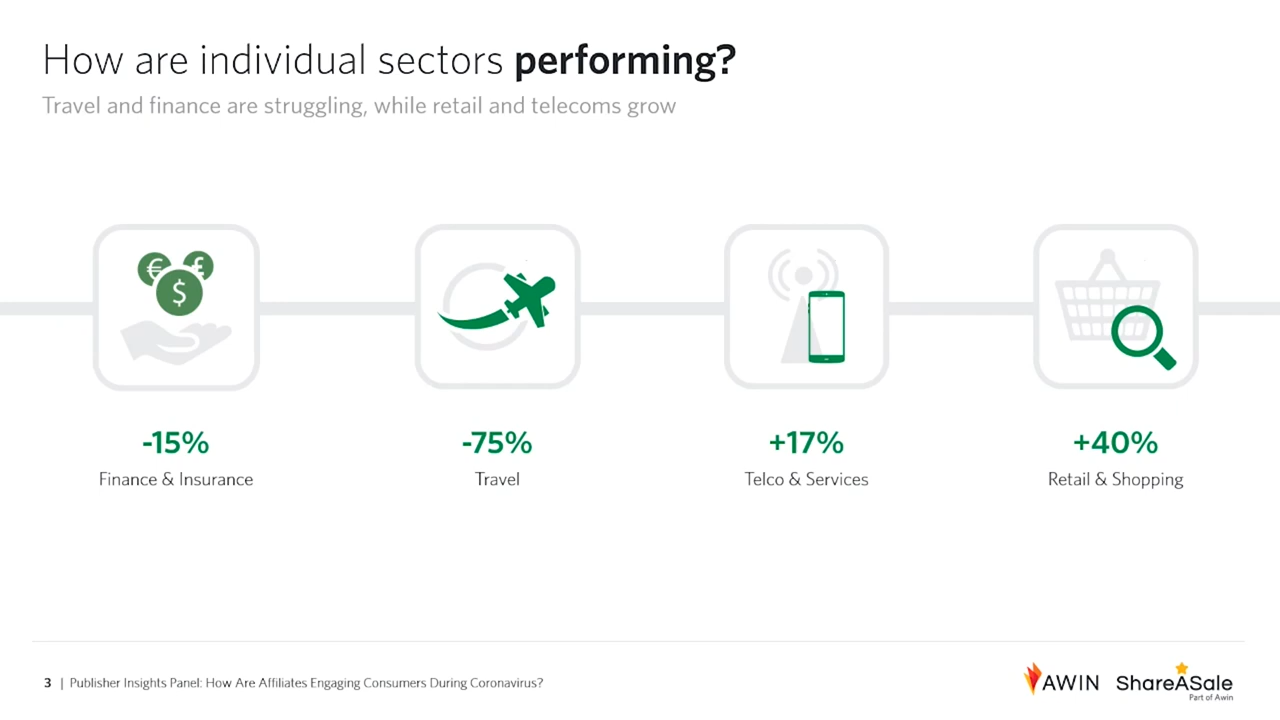 How are individual sectors performing?
Travel and finance are struggling, while retail and telecoms grow
€ £
$
-15%
Finance & Insurance
-75%
Travel
+17%
Telco & Services
+40%
Retail & Shopping
3 | Publisher Insights Panel: How Are Affiliates Engaging Consumers During Coronavirus?
AWIN
ShareASale
Part of Awin